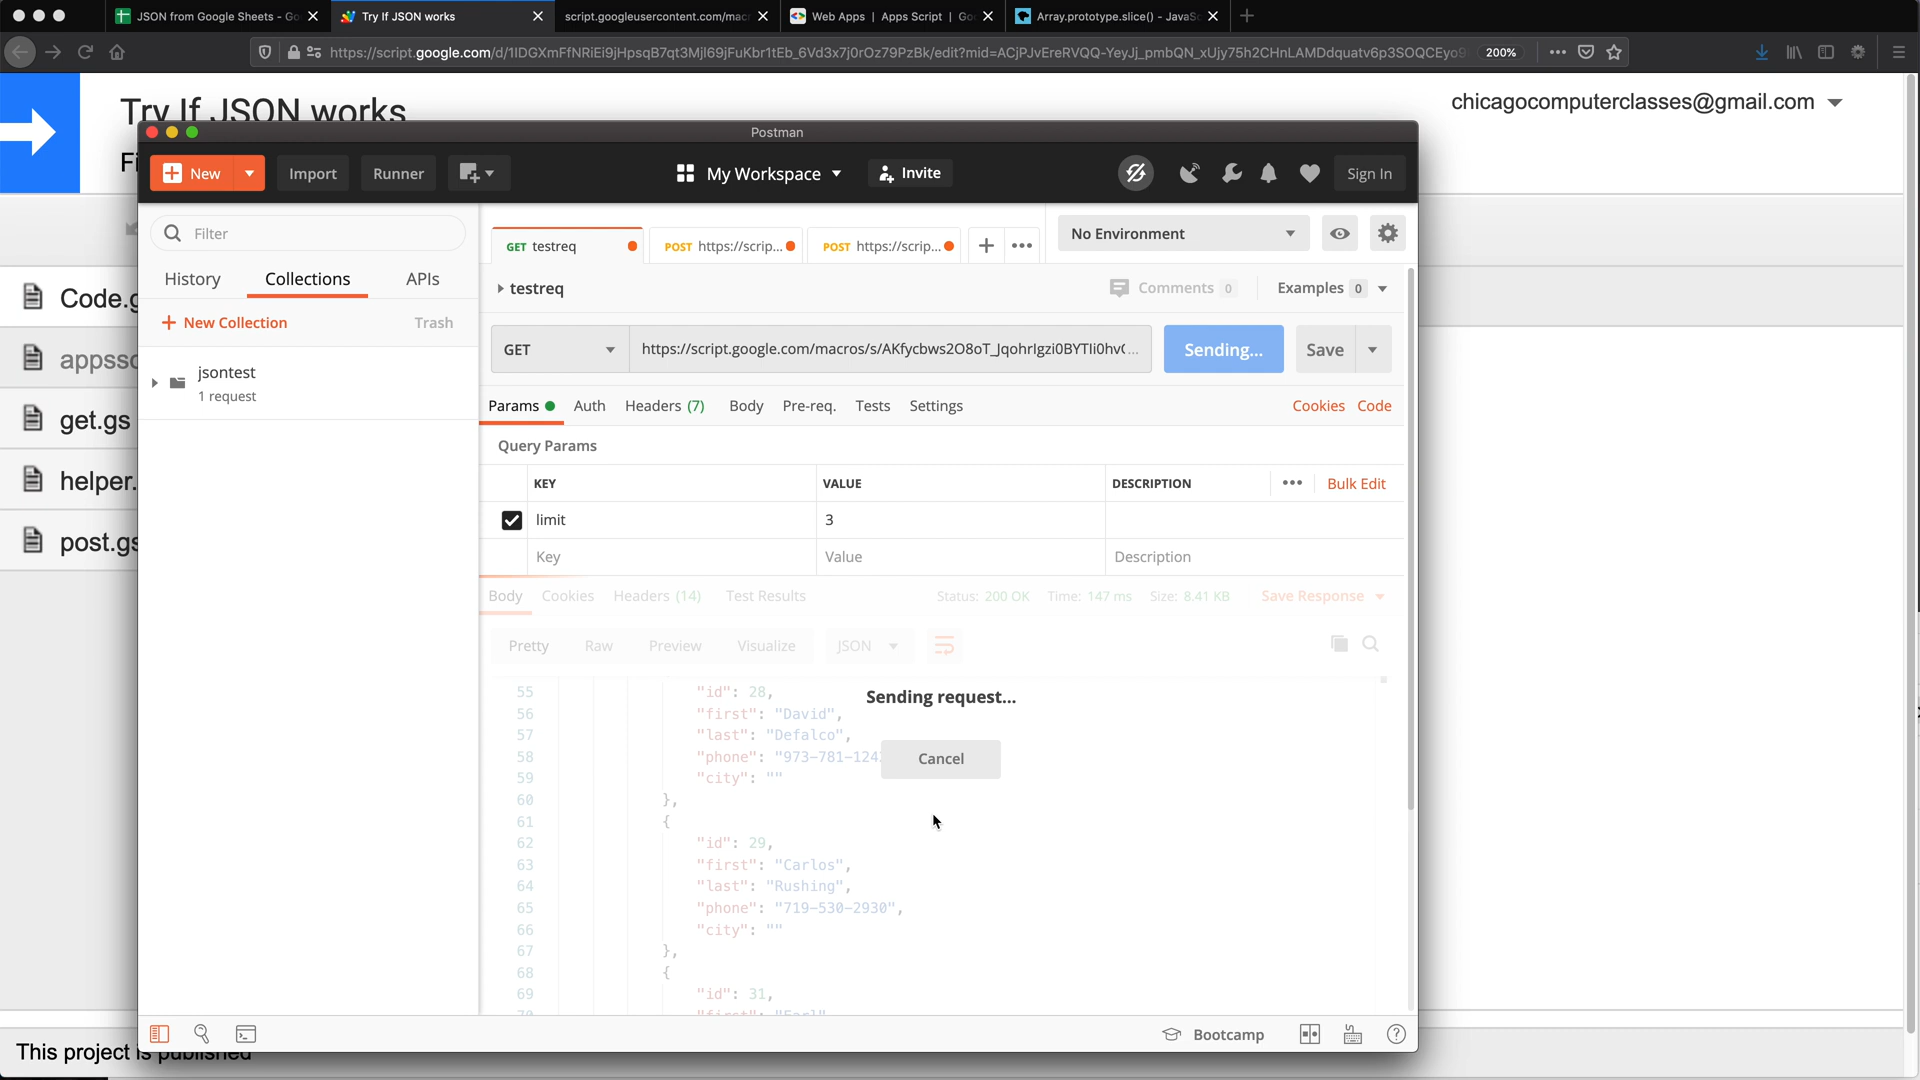 JSON from Google Sheets - Go
Try If JSON works
script.googleusercontent.com/mac
Web Apps | Apps Script | Go
Array.prototype.slice() - JavaSc
200%
chicagocomputerclasses@gmail.com
Try If JSON works
Postman
New
Import
Runner
My Workspace
Invite
Sign In
Filter
History
Collections
APIs
New Collection
Trash
jsontest
1 request
Code.g
appssc
get.gs
helper.
post.gs
GET testreq
POST https://scrip...
POST https://scrip...
No Environment
testreq
Comments 0
Examples 0
GET
https://script.google.com/macros/s/AKfycbws2O8oT_JqohrIgzi0BYTIi0hv(...
Sending...
Save
Params
Auth
Headers (7)
Body
Pre-req.
Tests
Settings
Cookies
Code
Query Params
KEY
VALUE
DESCRIPTION
Bulk Edit
limit
3
Key
Value
Description
Body
Cookies
Headers (14)
Test Results
Status: 200 OK
Time: 147 ms
Size: 8.41 KB
Save Response
Pretty
Raw
Preview
Visualize
JSON
Sending request...
Cancel
55 "id": 28,
56 "first": "David",
57 "last": "Defalco",
58 "phone": "973-781-124
59 "city": ""
60 },
61 {
62 "id": 29,
63 "first": "Carlos",
64 "last": "Rushing",
65 "phone": "719-530-2930",
66 "city": ""
67 },
68 {
69 "id": 31,
70 "first": "Earl"
Bootcamp
This project is published